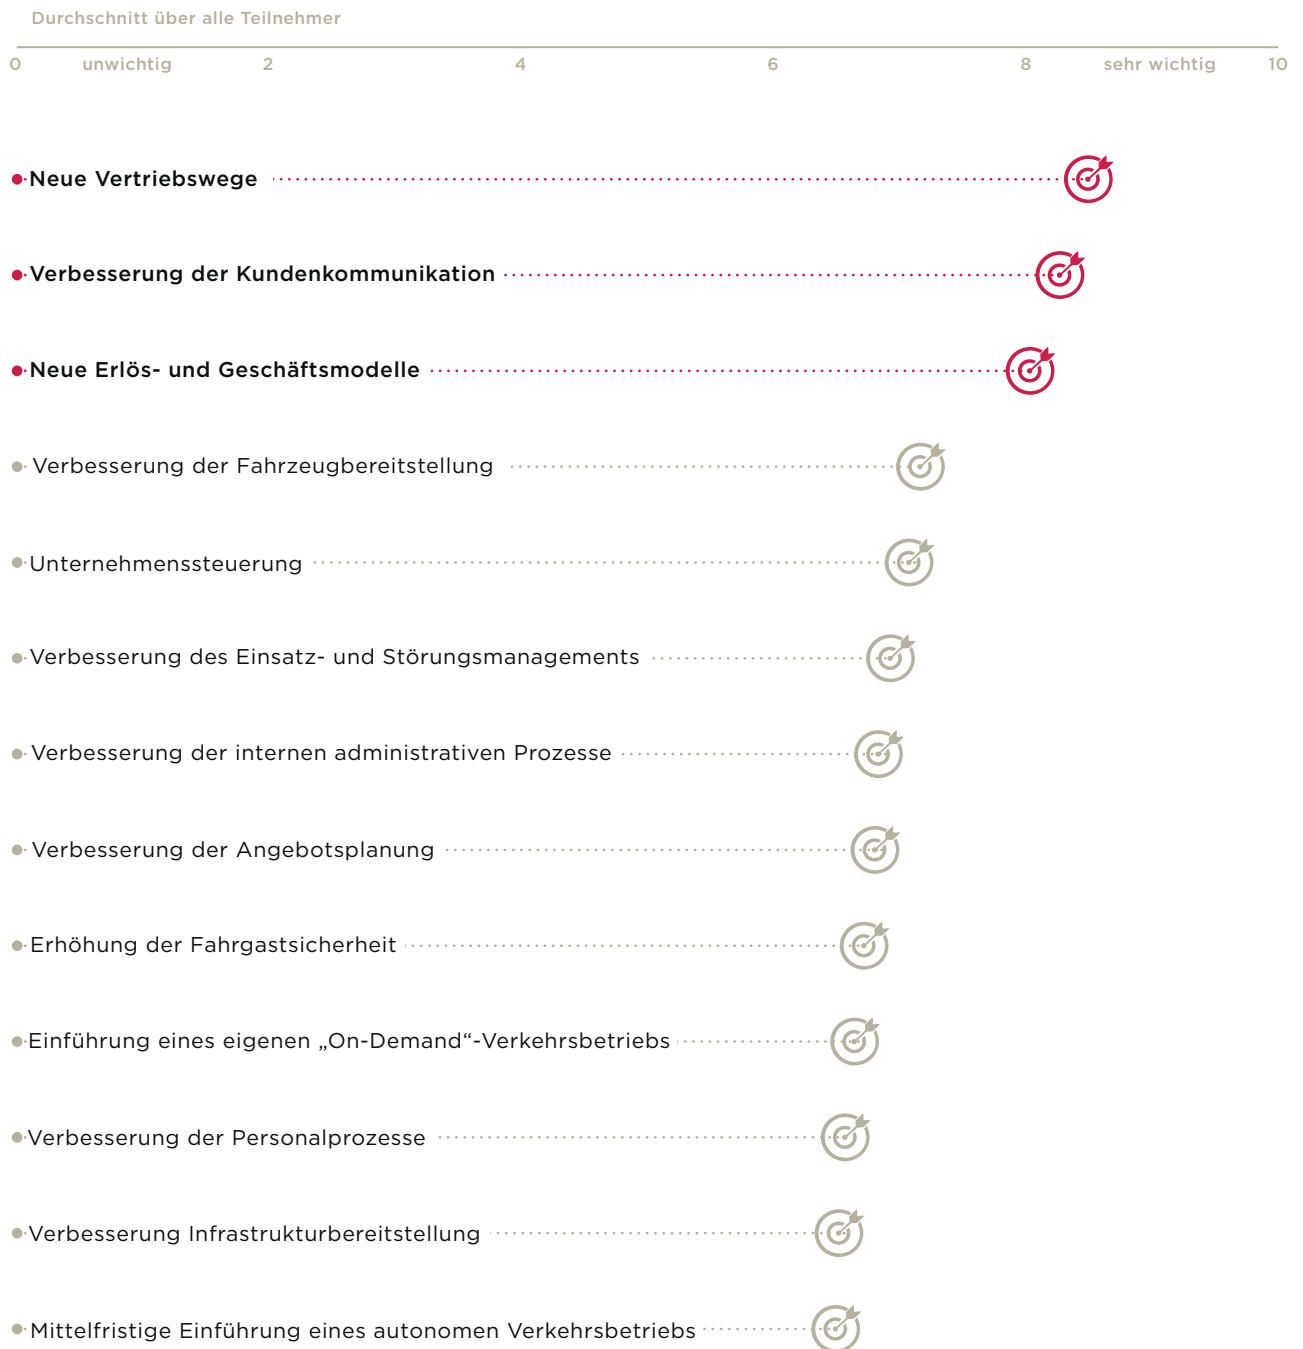 Durchschnitt über alle Teilnehmer
0 unwichtig 2 4 6 8 sehr wichtig 10
Neue Vertriebswege
Verbesserung der Kundenkommunikation
Neue Erlös- und Geschäftsmodelle
Verbesserung der Fahrzeugbereitstellung
Unternehmenssteuerung
Verbesserung des Einsatz- und Störungsmanagements
Verbesserung der internen administrativen Prozesse
Verbesserung der Angebotsplanung
Erhöhung der Fahrgastsicherheit
Einführung eines eigenen „On-Demand“-Verkehrsbetriebs
Verbesserung der Personalprozesse
Verbesserung Infrastrukturbereitstellung
Mittelfristige Einführung eines autonomen Verkehrsbetriebs